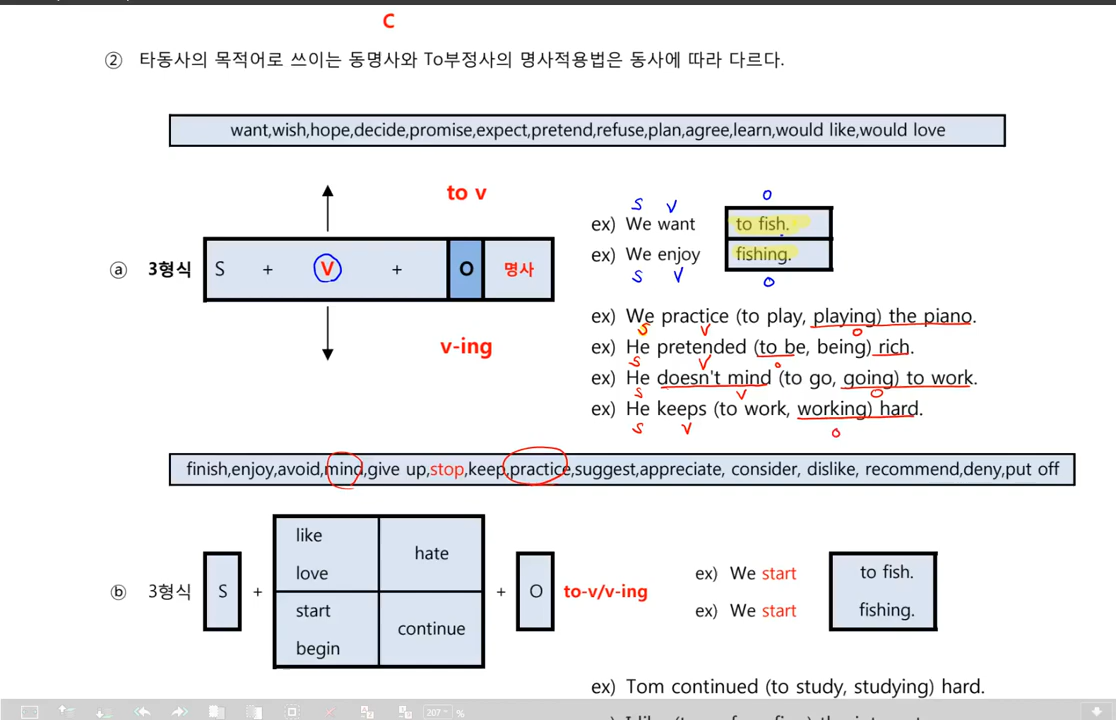 C
② 타동사의 목적어로 쓰이는 동명사와 To부정사의 명사적용법은 동사에 따라 다르다.
want,wish,hope,decide,promise,expect,pretend,refuse,plan,agree,learn,would like,would love
to v
S V O
ex) We want to fish.
ⓐ 3형식 S + V + O 명사
ex) We enjoy fishing.
S V O
v-ing
ex) We practice (to play, playing) the piano.
S V O
ex) He pretended (to be, being) rich.
S V O
ex) He doesn't mind (to go, going) to work.
S V O
ex) He keeps (to work, working) hard.
S V O
finish,enjoy,avoid,mind,give up,stop,keep,practice,suggest,appreciate, consider, dislike, recommend,deny,put off
ⓑ 3형식 S +
like
love
hate
start
begin
continue
+ O to-v/v-ing
ex) We start to fish.
ex) We start fishing.
ex) Tom continued (to study, studying) hard.
207 %